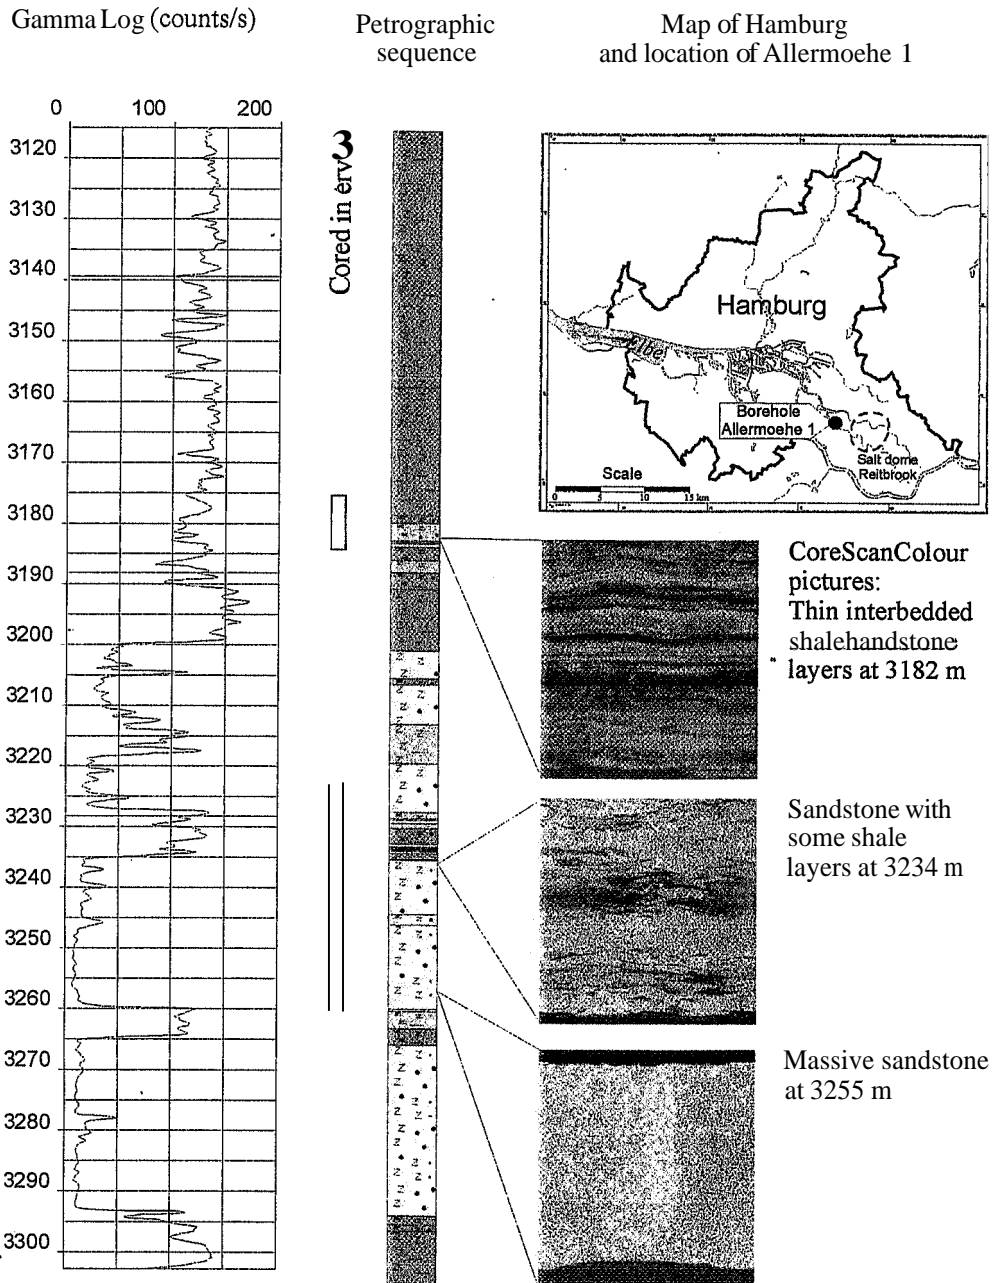 Gamma Log (counts/s)
Petrographic
sequence
Map of Hamburg
and location of Allermoehe 1
0
100
200
3120
3130
3140
3150
3160
3170
3180
3190
3200
3210
3220
3230
3240
3250
3260
3270
3280
3290
3300
Cored in erv3
Hamburg
Elbe
Borehole
Allermoehe 1
Salt dome
Reitbrook
Scale
0 5 10 15 km
CoreScanColour
pictures:
Thin interbedded
shalehandstone
layers at 3182 m
Sandstone with
some shale
layers at 3234 m
Massive sandstone
at 3255 m